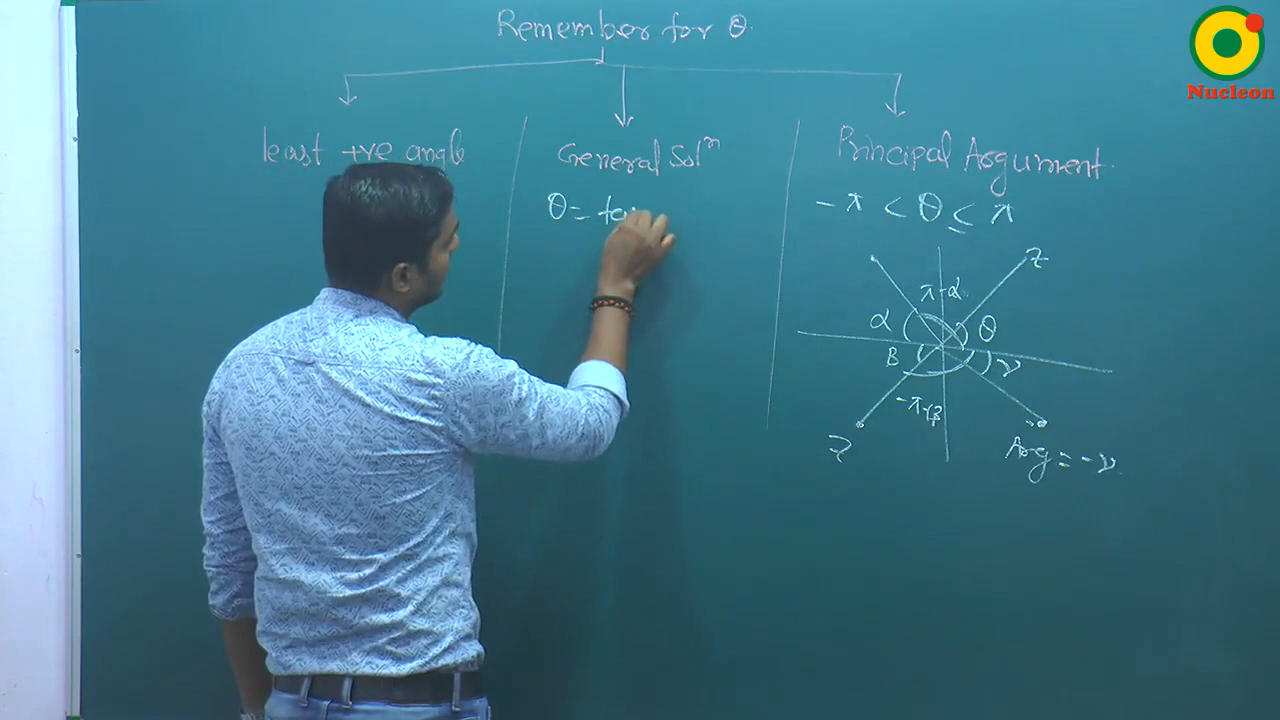 Remember for θ.
least +ve angle
General Solⁿ
Principal Argument.
θ = ta
-π < θ ≤ π
z
π-α
α
θ
B
ν
-π+β
Arg = -ν
Nucleon